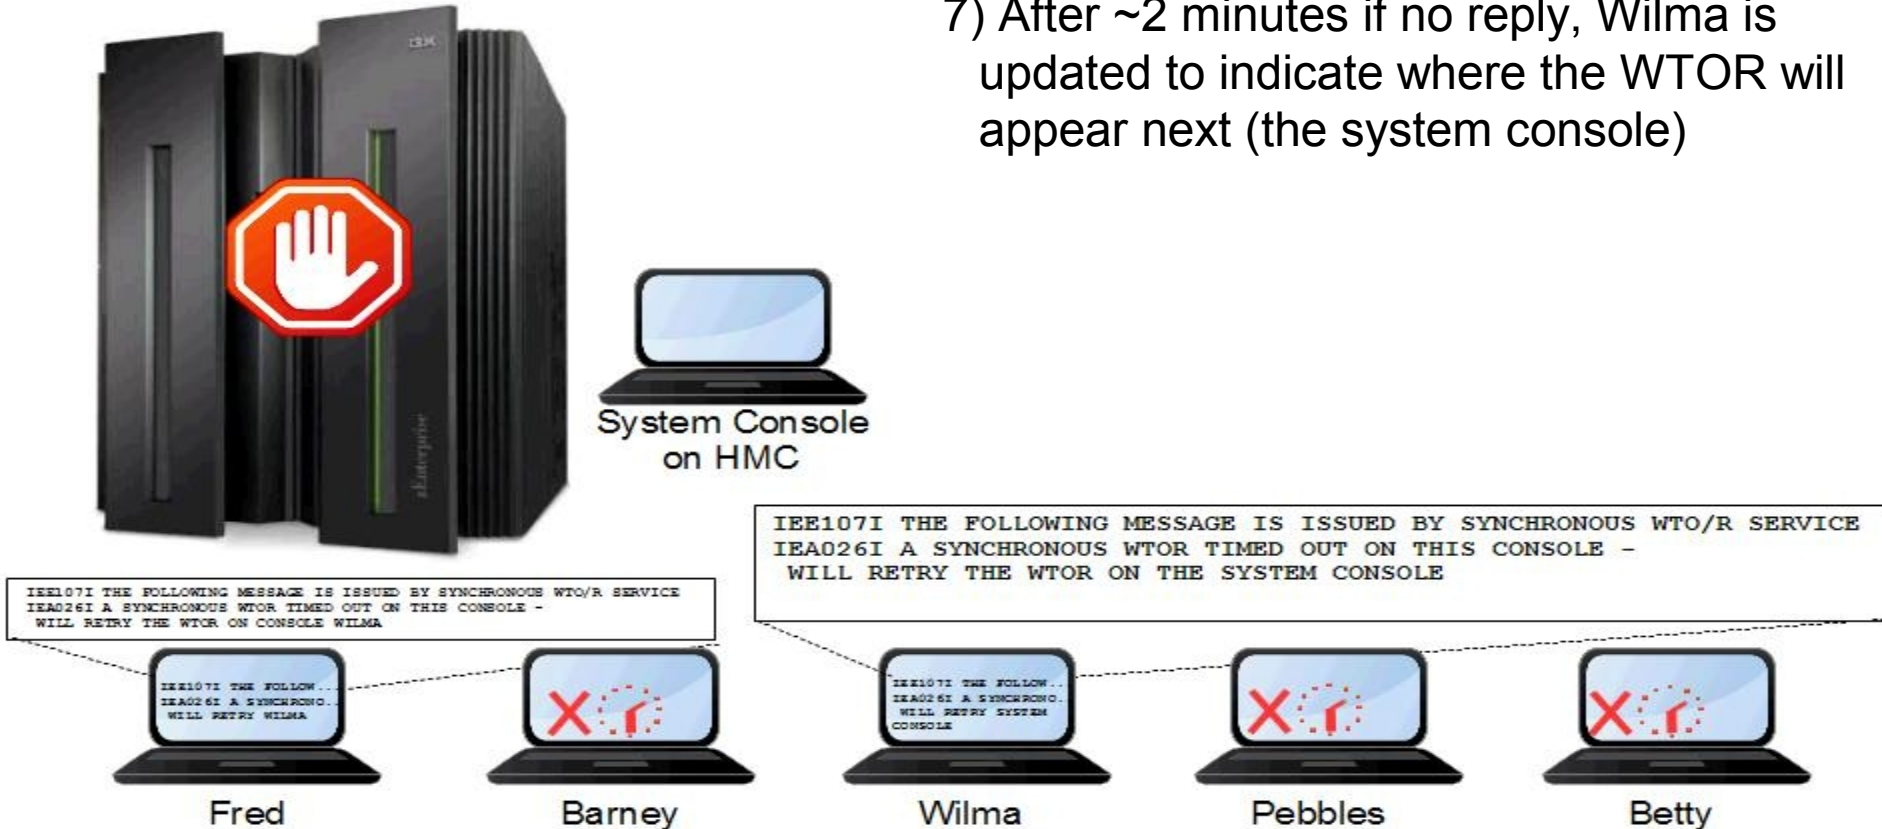 7) After ~2 minutes if no reply, Wilma is
updated to indicate where the WTOR will
appear next (the system console)
IBM
zEnterprise
System Console
on HMC
IEE107I THE FOLLOWING MESSAGE IS ISSUED BY SYNCHRONOUS WTO/R SERVICE
IEA026I A SYNCHRONOUS WTOR TIMED OUT ON THIS CONSOLE -
WILL RETRY THE WTOR ON THE SYSTEM CONSOLE
IEE107I THE FOLLOWING MESSAGE IS ISSUED BY SYNCHRONOUS WTO/R SERVICE
IEA026I A SYNCHRONOUS WTOR TIMED OUT ON THIS CONSOLE -
WILL RETRY THE WTOR ON CONSOLE WILMA
IEE107I THE FOLLOW...
IEA026I A SYNCHRONO..
WILL RETRY WILMA
IEE107I THE FOLLOW..
IEA026I A SYNCHRONO.
WILL RETRY SYSTEM
CONSOLE
Fred
Barney
Wilma
Pebbles
Betty